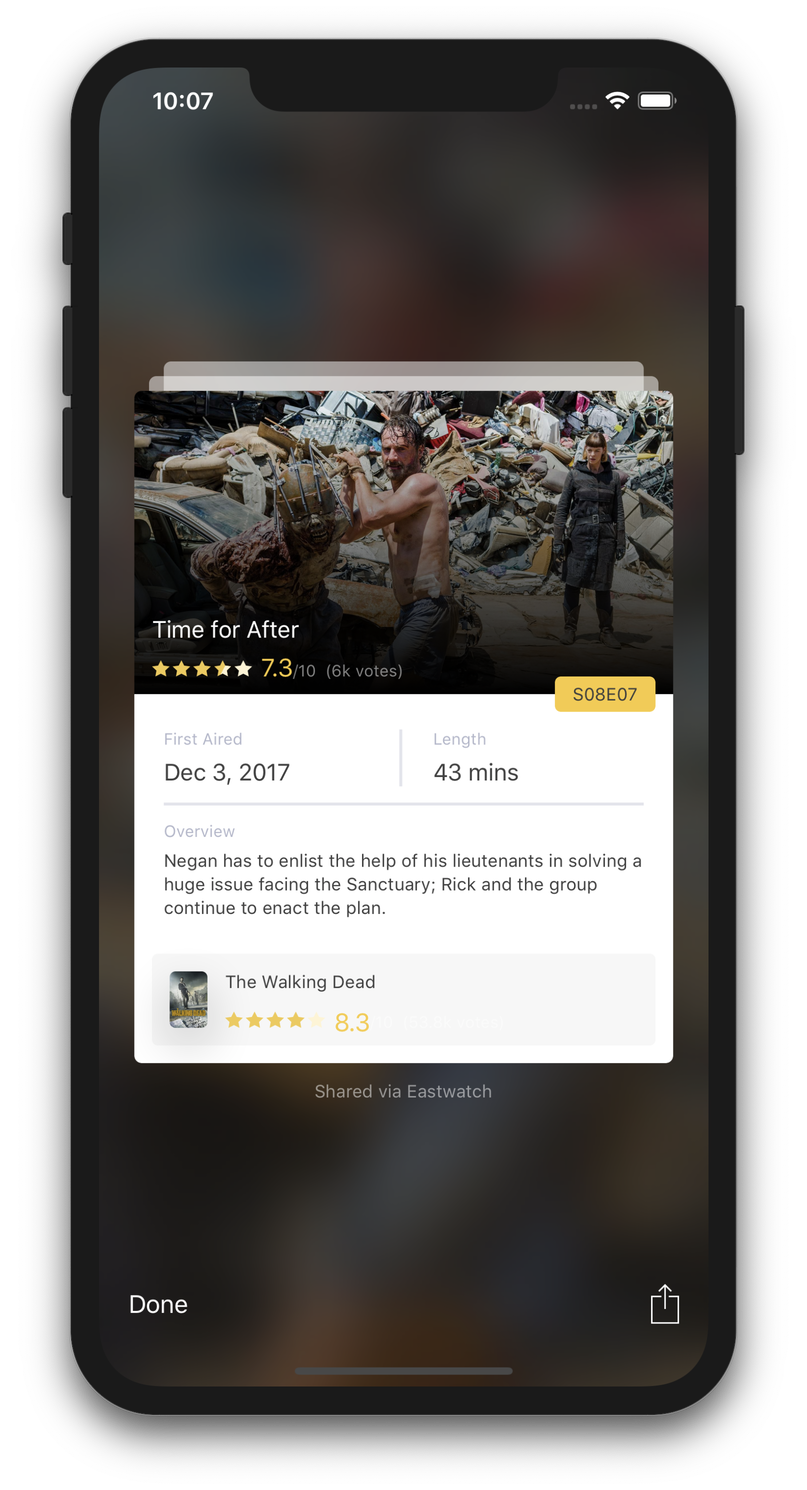 10:07
Time for After
7.3/10 (6k votes)
S08E07
First Aired
Length
Dec 3, 2017
43 mins
Overview
Negan has to enlist the help of his lieutenants in solving a
huge issue facing the Sanctuary; Rick and the group
continue to enact the plan.
The Walking Dead
8.3
Shared via Eastwatch
Done